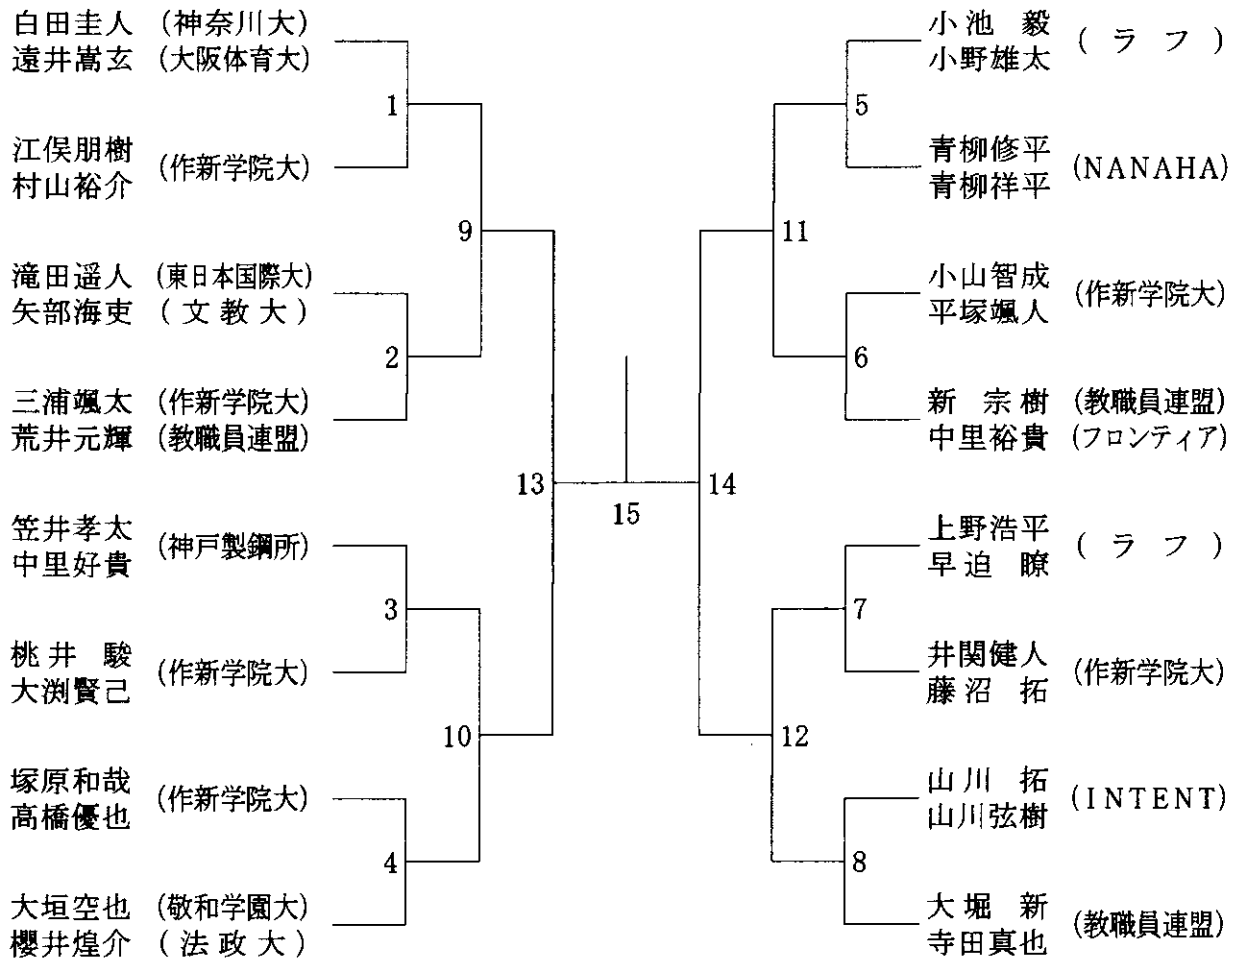 白田圭人 (神奈川大)
遠井嵩玄 (大阪体育大)
1
江俣朋樹
村山裕介 (作新学院大)
9
滝田遥人 (東日本国際大)
矢部海吏 (文教大)
2
三浦颯太 (作新学院大)
荒井元輝 (教職員連盟)
13
笠井孝太
中里好貴 (神戸製鋼所)
3
桃井 駿
大渕賢己 (作新学院大)
10
塚原和哉
高橋優也 (作新学院大)
4
大垣空也 (敬和学園大)
櫻井煌介 (法政大)
15
小池 毅
小野雄太 (ラフ)
5
青柳修平
青柳祥平 (NANAHA)
11
小山智成
平塚颯人 (作新学院大)
6
新 宗樹 (教職員連盟)
中里裕貴 (フロンティア)
14
上野浩平
早迫 瞭 (ラフ)
7
井関健人
藤沼 拓 (作新学院大)
12
山川 拓
山川弦樹 (INTENT)
8
大堀 新
寺田真也 (教職員連盟)